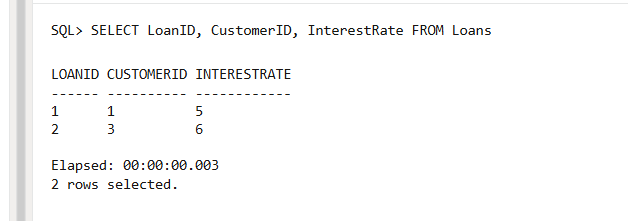 SQL> SELECT LoanID, CustomerID, InterestRate FROM Loans
LOANID CUSTOMERID INTERESTRATE
------ ---------- ------------
1      1          5
2      3          6
Elapsed: 00:00:00.003
2 rows selected.